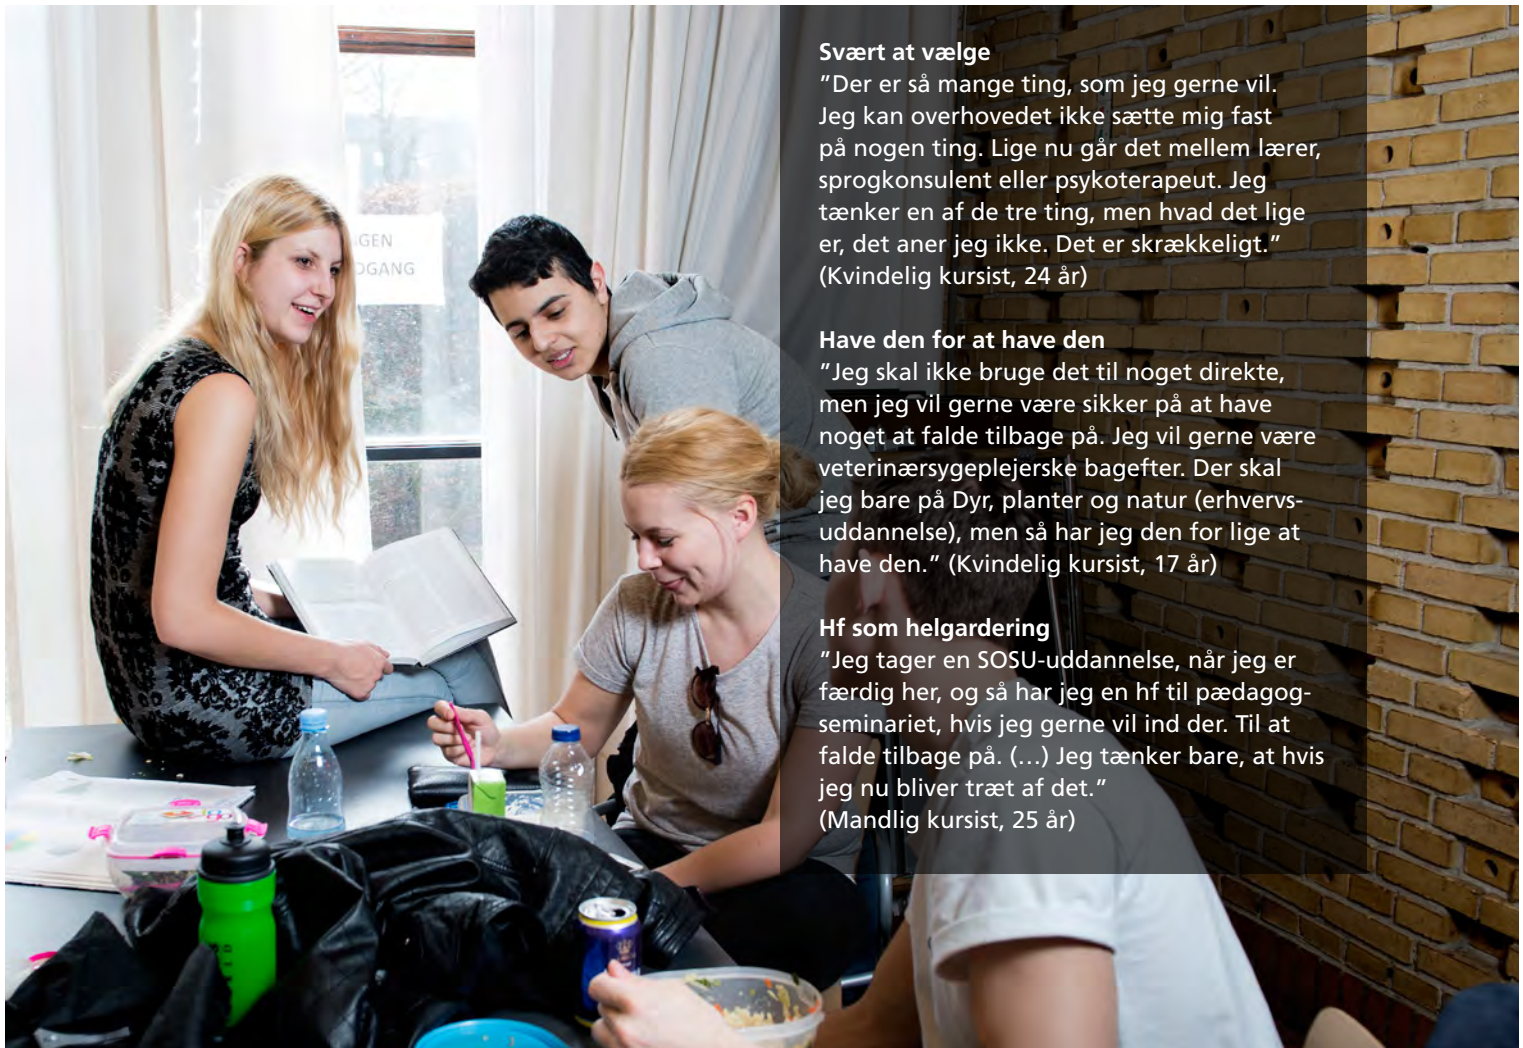 GEN
DGANG
Svært at vælge
”Der er så mange ting, som jeg gerne vil.
Jeg kan overhovedet ikke sætte mig fast
på nogen ting. Lige nu går det mellem lærer,
sprogkonsulent eller psykoterapeut. Jeg
tænker en af de tre ting, men hvad det lige
er, det aner jeg ikke. Det er skrækkeligt.”
(Kvindelig kursist, 24 år)
Have den for at have den
”Jeg skal ikke bruge det til noget direkte,
men jeg vil gerne være sikker på at have
noget at falde tilbage på. Jeg vil gerne være
veterinærsygeplejerske bagefter. Der skal
jeg bare på Dyr, planter og natur (erhvervs-
uddannelse), men så har jeg den for lige at
have den.” (Kvindelig kursist, 17 år)
Hf som helgardering
”Jeg tager en SOSU-uddannelse, når jeg er
færdig her, og så har jeg en hf til pædagog-
seminariet, hvis jeg gerne vil ind der. Til at
falde tilbage på. (…) Jeg tænker bare, at hvis
jeg nu bliver træt af det.”
(Mandlig kursist, 25 år)